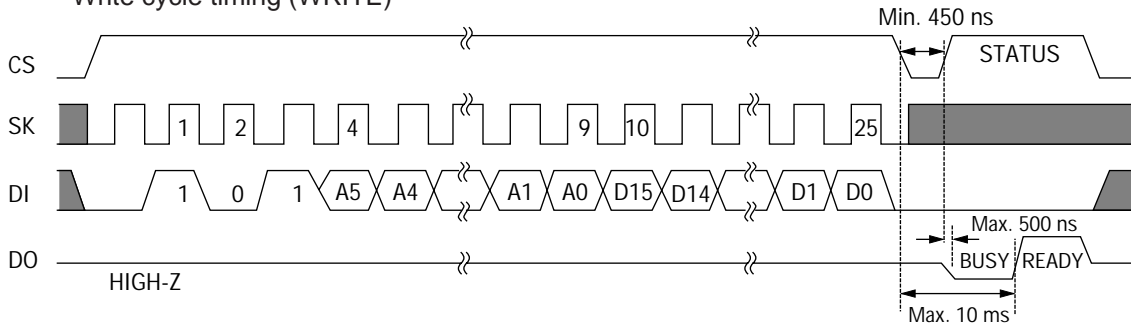 Write cycle timing (WRITE)
Min. 450 ns
CS STATUS
SK 1 2 4 9 10 25
DI 1 0 1 A5 A4 A1 A0 D15 D14 D1 D0
Max. 500 ns
DO BUSY READY
HIGH-Z
Max. 10 ms